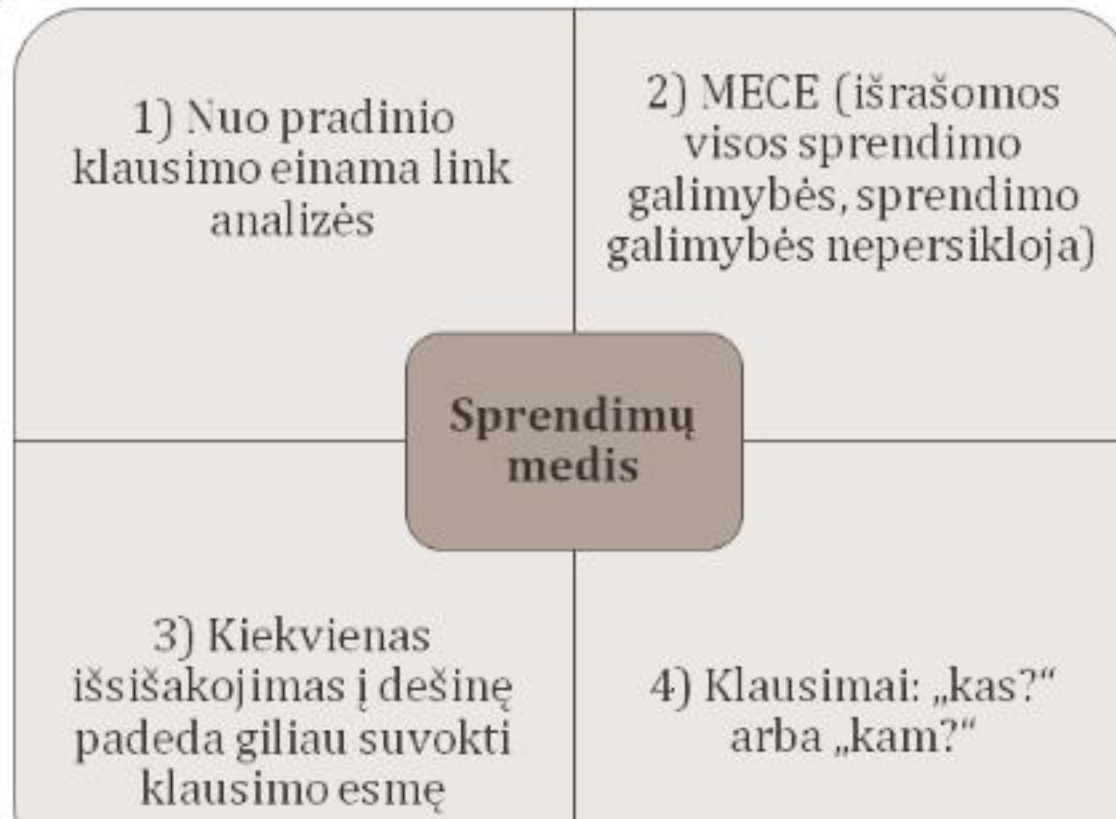 1) Nuo pradinio
klausimo einama link
analizės
2) MECE (išrašomos
visos sprendimo
galimybės, sprendimo
galimybės nepersikloja)
Sprendimų
medis
3) Kiekvienas
išsišakojimas į dešinę
padeda giliau suvokti
klausimo esmę
4) Klausimai: „kas?“
arba „kam?“